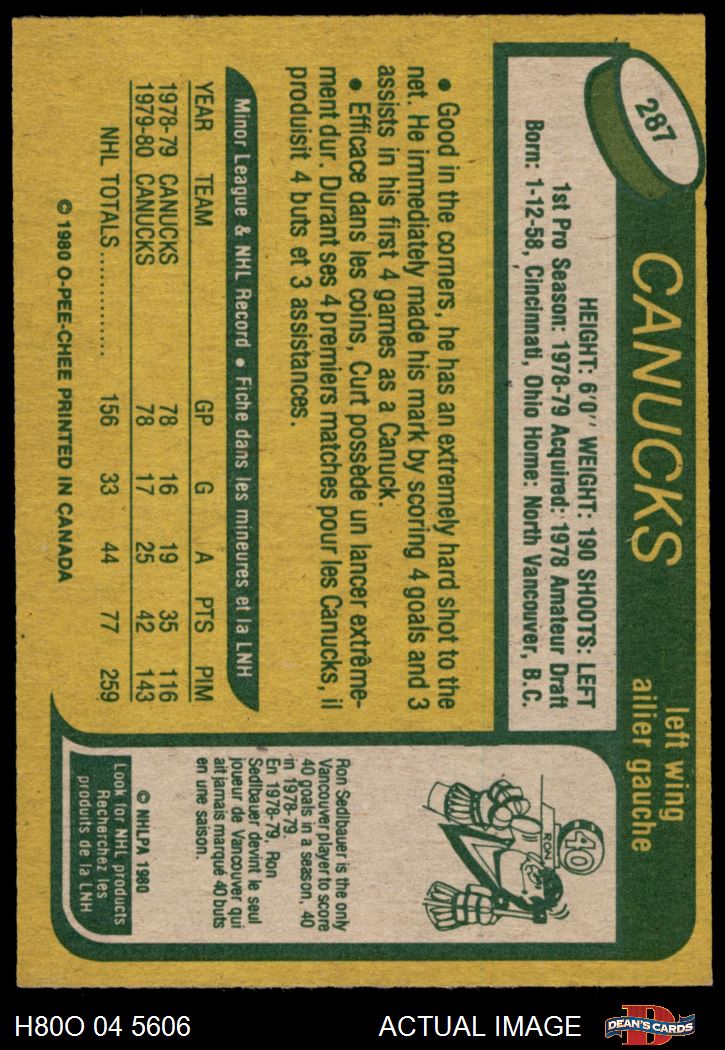 287
CANUCKS
left wing
ailier gauche
HEIGHT: 6'0'' WEIGHT: 190 SHOOTS: LEFT
1st Pro Season: 1978-79 Acquired: 1978 Amateur Draft
Born: 1-12-58, Cincinnati, Ohio Home: North Vancouver, B.C.
• Good in the corners, he has an extremely hard shot to the
net. He immediately made his mark by scoring 4 goals and 3
assists in his first 4 games as a Canuck.
• Efficace dans les coins, Curt possède un lancer extrême-
ment dur. Durant ses 4 premiers matches pour les Canucks, il
produisit 4 buts et 3 assistances.
Minor League & NHL Record • Fiche dans les mineures et la LNH
YEAR TEAM GP G A PTS PIM
1978-79 CANUCKS 78 16 19 35 116
1979-80 CANUCKS 78 17 25 42 143
NHL TOTALS ............. 156 33 44 77 259
© 1980 O-PEE-CHEE PRINTED IN CANADA
40
RON
Ron Sedlbauer is the only
Vancouver player to score
40 goals in a season, 40
in 1978-79.
En 1978-79, Ron
Sedlbauer devint le seul
joueur de Vancouver qui
ait jamais marqué 40 buts
en une saison.
© NHLPA 1980
Look for NHL products
Recherchez les
produits de la LNH
H80O 04 5606
ACTUAL IMAGE
D
DEAN'S CARDS